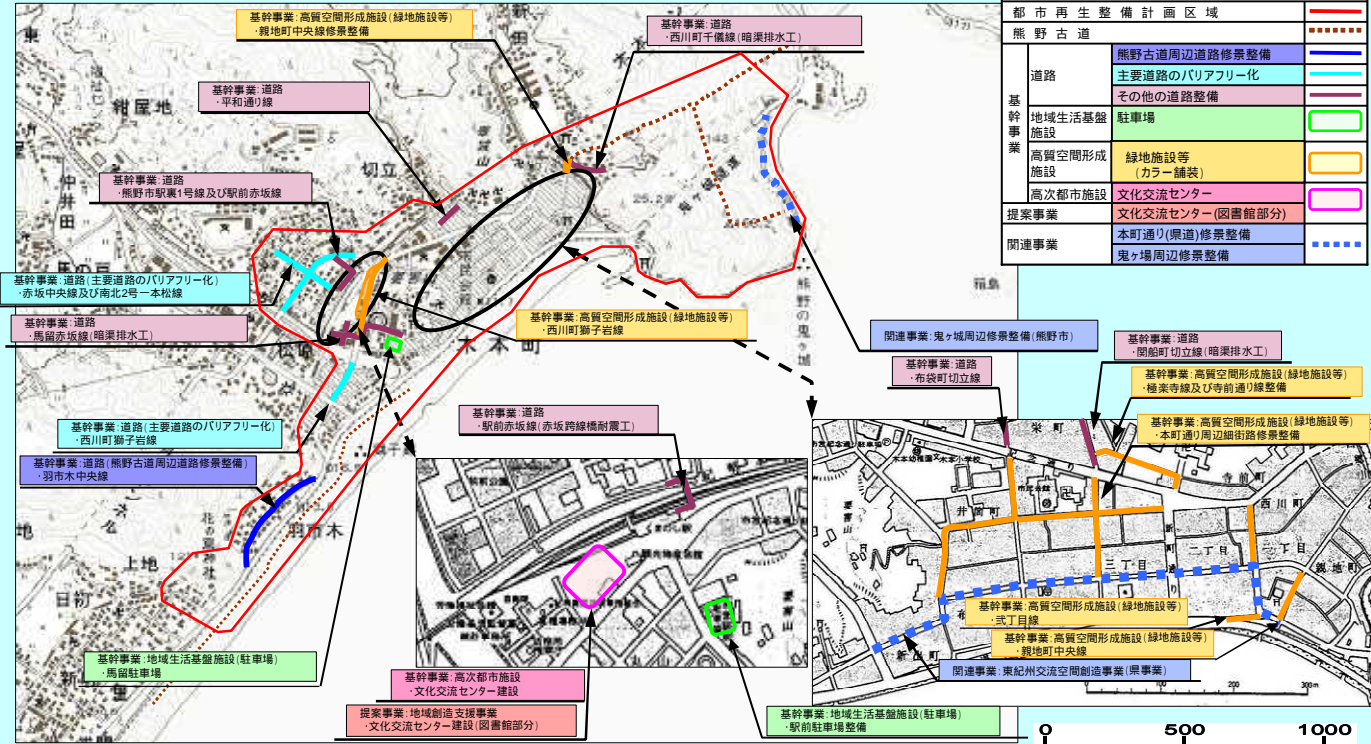 都市再生整備計画区域
熊野古道
基幹事業
道路
熊野古道周辺道路修景整備
主要道路のバリアフリー化
その他の道路整備
地域生活基盤施設
駐車場
高質空間形成施設
緑地施設等
(カラー舗装)
高次都市施設
文化交流センター
提案事業
文化交流センター(図書館部分)
関連事業
本町通り(県道)修景整備
鬼ヶ場周辺修景整備
基幹事業:高質空間形成施設(緑地施設等)
・親地町中央線修景整備
基幹事業:道路
・西川町千儀線(暗渠排水工)
基幹事業:道路
・平和通り線
基幹事業:道路
・熊野市駅裏1号線及び駅前赤坂線
基幹事業:道路(主要道路のバリアフリー化)
・赤坂中央線及び南北2号一本松線
基幹事業:道路
・馬留赤坂線(暗渠排水工)
基幹事業:高質空間形成施設(緑地施設等)
・西川町獅子岩線
関連事業:鬼ヶ城周辺修景整備(熊野市)
基幹事業:道路
・布袋町切立線
基幹事業:道路
・関船町切立線(暗渠排水工)
基幹事業:高質空間形成施設(緑地施設等)
・極楽寺線及び寺前通り線整備
基幹事業:高質空間形成施設(緑地施設等)
・本町通り周辺細街路修景整備
基幹事業:道路(主要道路のバリアフリー化)
・西川町獅子岩線
基幹事業:道路(熊野古道周辺道路修景整備)
・羽市木中央線
基幹事業:道路
・駅前赤坂線(赤坂跨線橋耐震工)
基幹事業:高質空間形成施設(緑地施設等)
・弐丁目線
基幹事業:高質空間形成施設(緑地施設等)
・親地町中央線
関連事業:東紀州交流空間創造事業(県事業)
基幹事業:地域生活基盤施設(駐車場)
・馬留駐車場
基幹事業:高次都市施設
・文化交流センター建設
提案事業:地域創造支援事業
・文化交流センター建設(図書館部分)
基幹事業:地域生活基盤施設(駐車場)
・駅前駐車場整備
新田
東
紺屋地
切立
仲井田
木本町
羽市木
上地
熊野の鬼ヶ城
栄町
寺前町
西川町
井前町
二丁目
三丁目
親地町
新出町
100
200
300m
0
500
1000